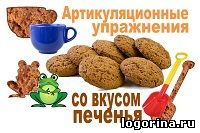 Артикуляционные
упражнения
со вкусом
печенья
logorina.ru